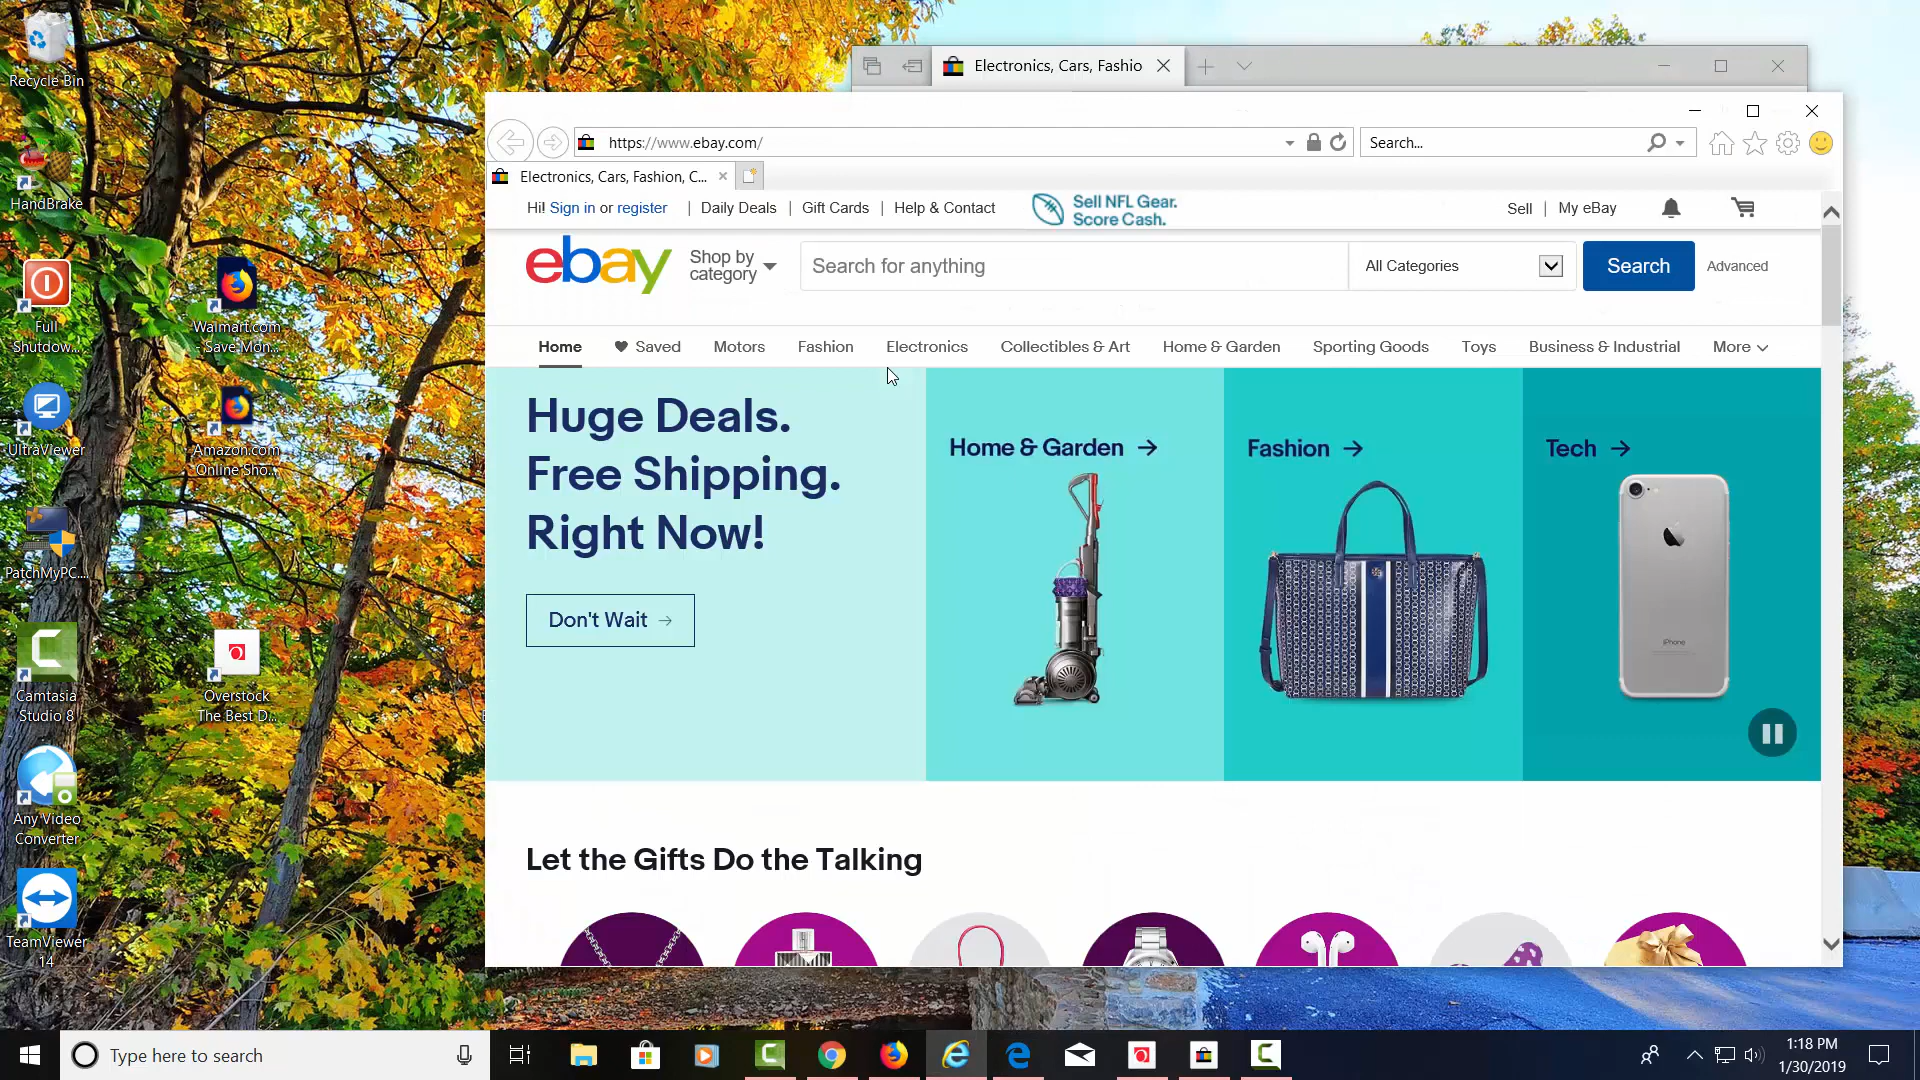 Recycle Bin
HandBrake
Full
Shutdow...
UltraViewer
PatchMyPC....
Camtasia
Studio 8
Any Video
Converter
TeamViewer
14
Walmart.com
- Save Mon...
Amazon.com
Online Sho...
Overstock
The Best D...
Electronics, Cars, Fashio
https://www.ebay.com/
Search...
Electronics, Cars, Fashion, C...
Hi! Sign in or register | Daily Deals | Gift Cards | Help & Contact
Sell NFL Gear.
Score Cash.
Sell | My eBay
ebay
Shop by
category
Search for anything
All Categories
Search
Advanced
Home Saved Motors Fashion Electronics Collectibles & Art Home & Garden Sporting Goods Toys Business & Industrial More
Huge Deals.
Free Shipping.
Right Now!
Don't Wait →
Home & Garden →
Fashion →
Tech →
iPhone
Let the Gifts Do the Talking
Type here to search
1:18 PM
1/30/2019